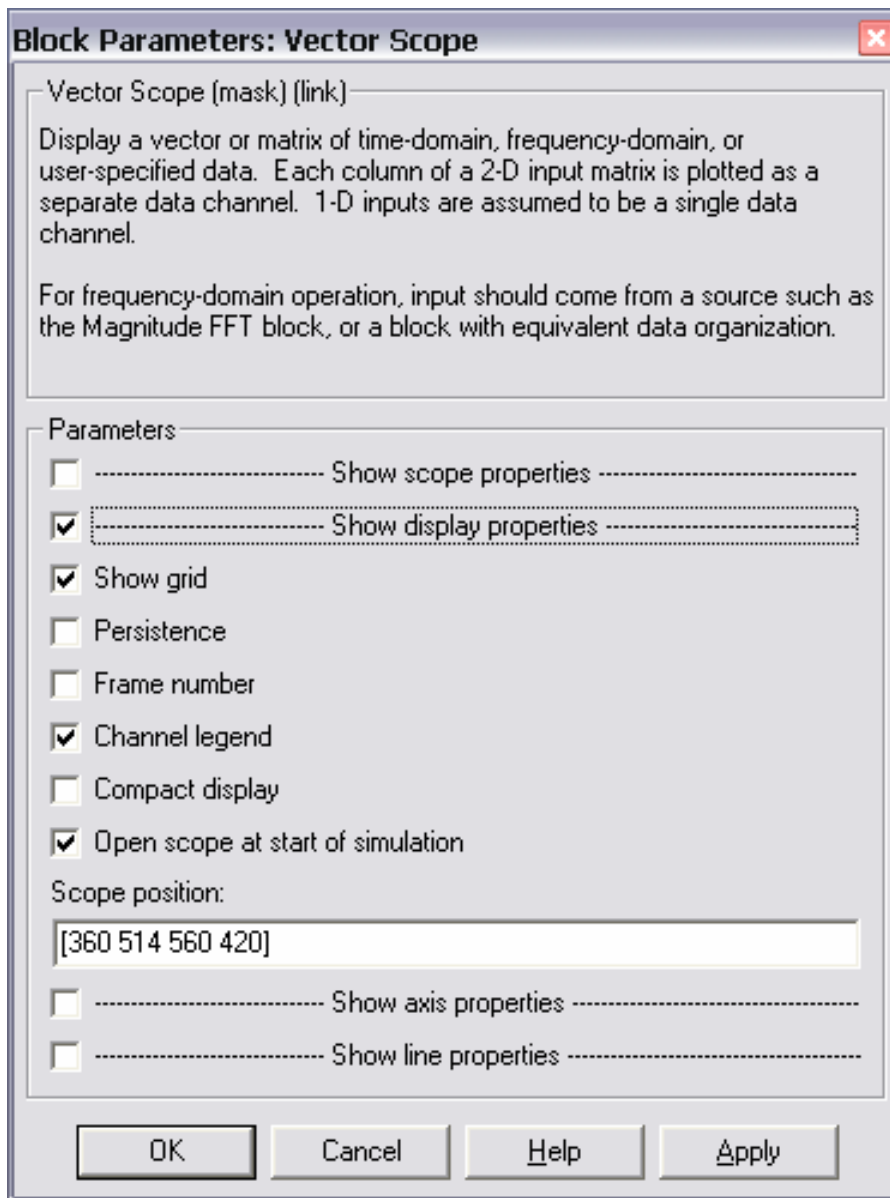 Block Parameters: Vector Scope
Vector Scope (mask) (link)
Display a vector or matrix of time-domain, frequency-domain, or
user-specified data.  Each column of a 2-D input matrix is plotted as a
separate data channel.  1-D inputs are assumed to be a single data
channel.
For frequency-domain operation, input should come from a source such as
the Magnitude FFT block, or a block with equivalent data organization.
Parameters
---------------------------- Show scope properties ----------------------------
---------------------------- Show display properties ---------------------------
Show grid
Persistence
Frame number
Channel legend
Compact display
Open scope at start of simulation
Scope position:
[360 514 560 420]
---------------------------- Show axis properties -------------------------------
---------------------------- Show line properties --------------------------------
OK
Cancel
Help
Apply